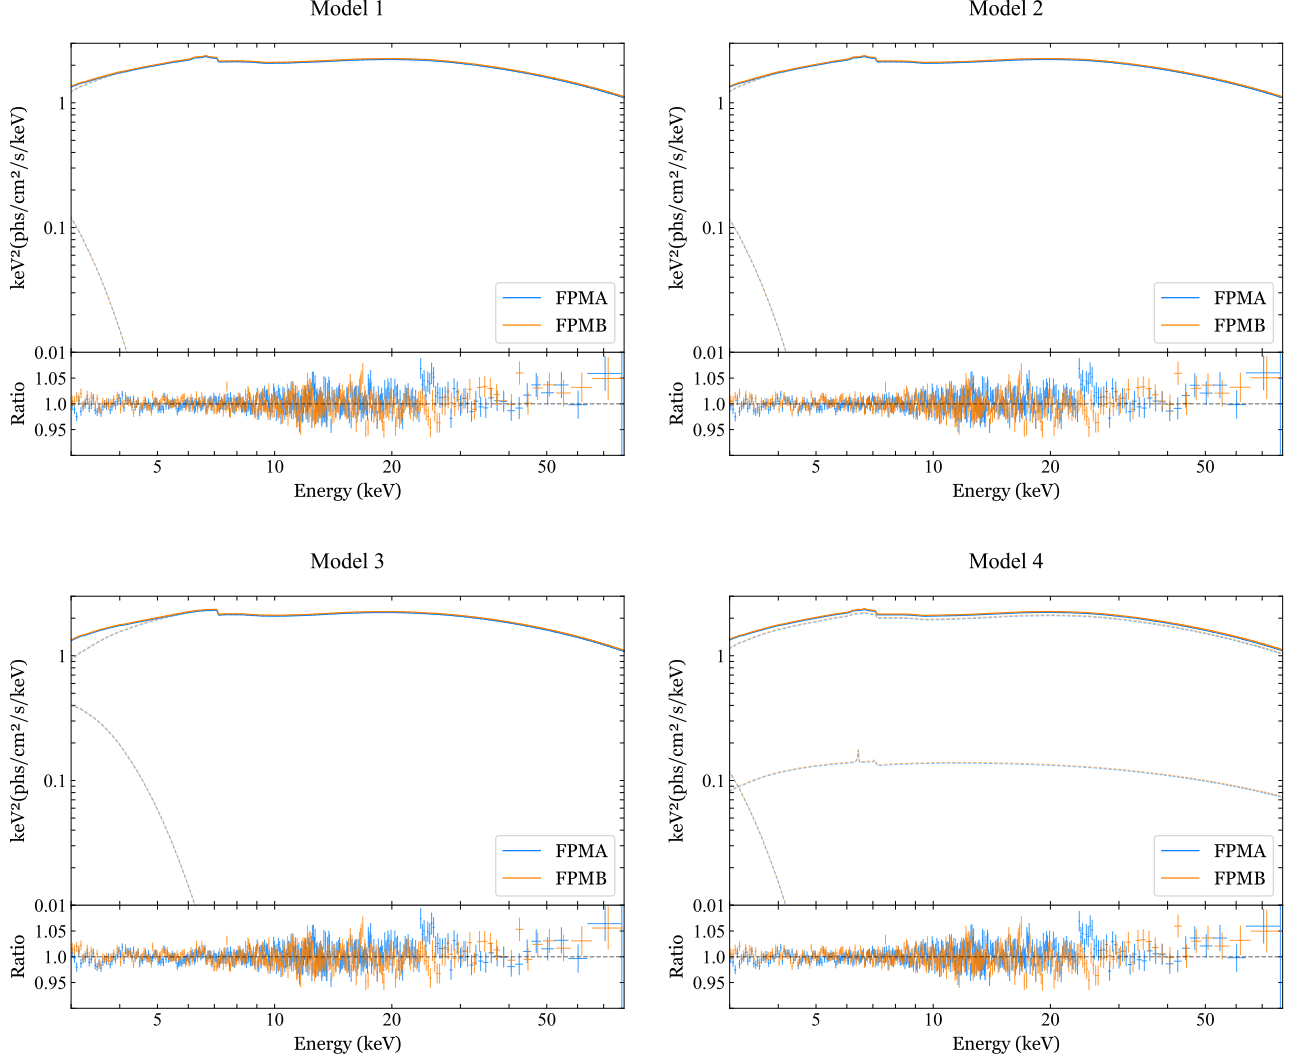 Model 1
keV²(phs/cm²/s/keV)
1
0.1
0.01
FPMA
FPMB
Ratio
1.05
1.0
0.95
5 10 20 50
Energy (keV)
Model 2
keV²(phs/cm²/s/keV)
1
0.1
0.01
FPMA
FPMB
Ratio
1.05
1.0
0.95
5 10 20 50
Energy (keV)
Model 3
keV²(phs/cm²/s/keV)
1
0.1
0.01
FPMA
FPMB
Ratio
1.05
1.0
0.95
5 10 20 50
Energy (keV)
Model 4
keV²(phs/cm²/s/keV)
1
0.1
0.01
FPMA
FPMB
Ratio
1.05
1.0
0.95
5 10 20 50
Energy (keV)